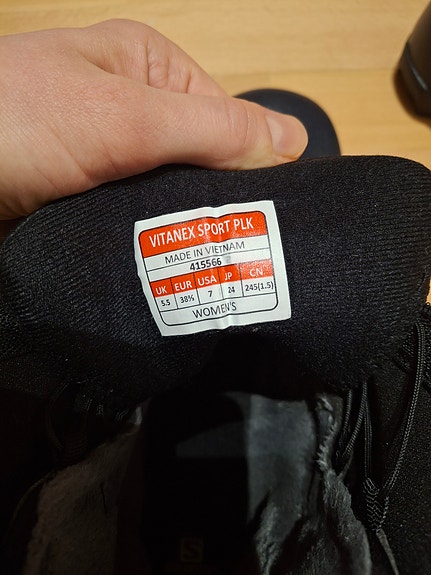 VITANEX SPORT PLK
MADE IN VIETNAM
415566
UK EUR USA JP CN
5.5 38⅔ 7 24 245(1.5)
WOMEN'S
S